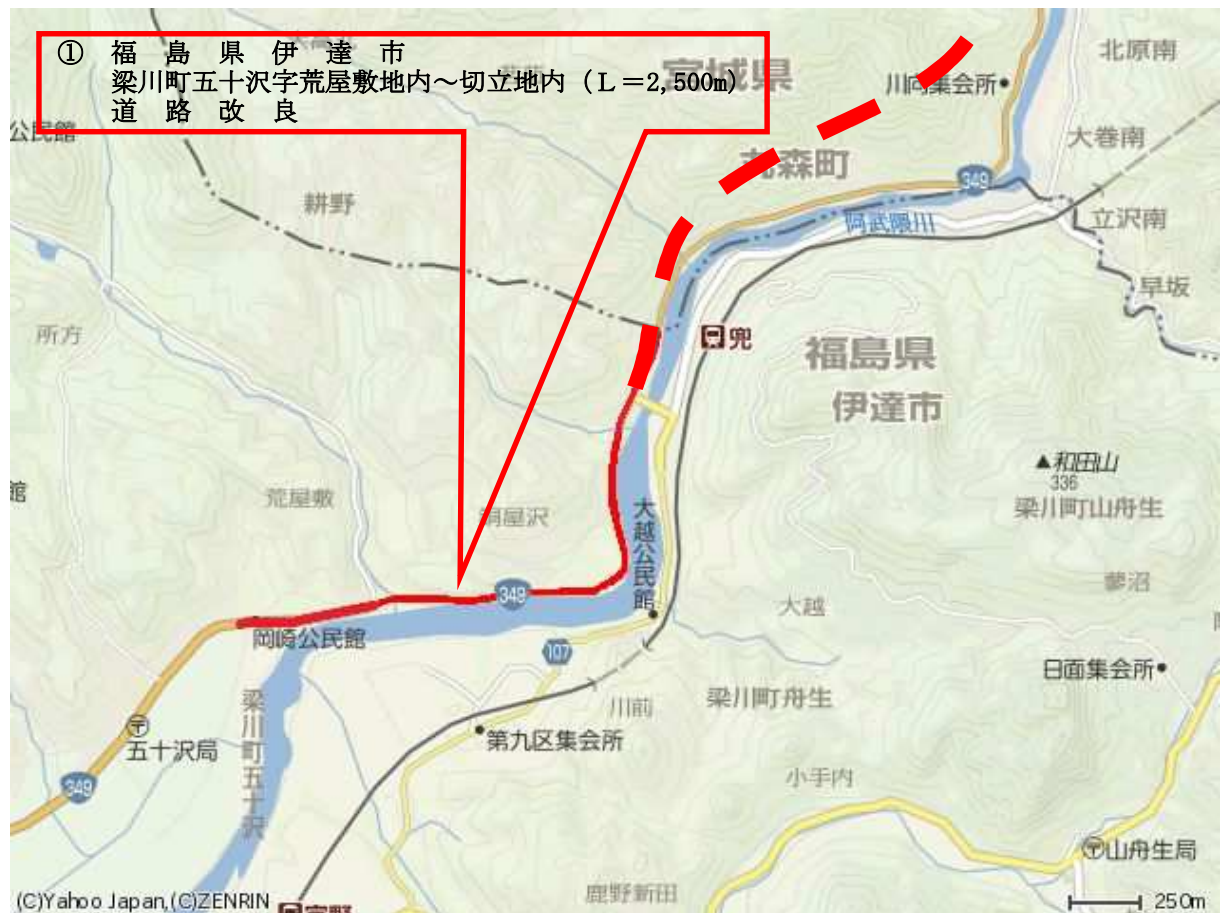 ① 福島県伊達市
梁川町五十沢字荒屋敷地内～切立地内（Ｌ＝2,500m）
道路改良
宮城県
北原南
川向集会所
公民館
大巻南
丸森町
349
耕野
阿武隈川
立沢南
早坂
所方
兜
福島県
伊達市
和田山
336
館
荒屋敷
梁川町山舟生
大越公民館
蓼沼
349
大越
岡崎公民館
107
日面集会所
梁川町五十沢
川前
梁川町舟生
五十沢局
第九区集会所
349
小手内
山舟生局
鹿野新田
(C)Yahoo Japan,(C)ZENRIN
250m